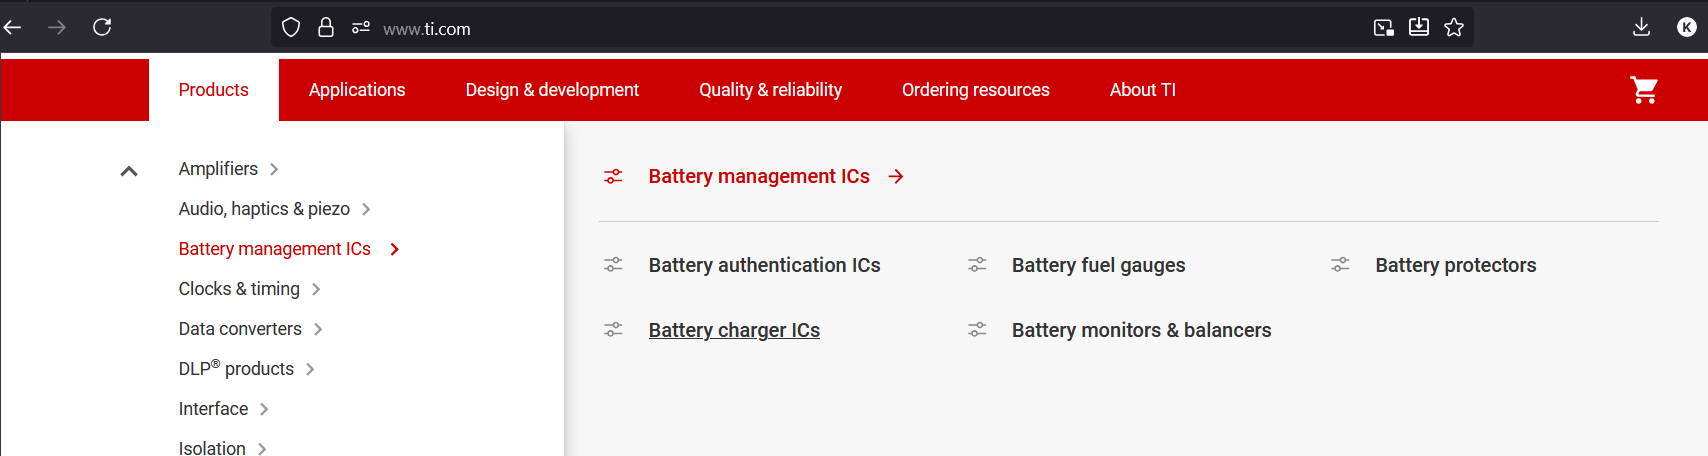 www.ti.com
K
Products
Applications
Design & development
Quality & reliability
Ordering resources
About TI
Amplifiers
Audio, haptics & piezo
Battery management ICs
Clocks & timing
Data converters
DLP® products
Interface
Isolation
Battery management ICs
Battery authentication ICs
Battery fuel gauges
Battery protectors
Battery charger ICs
Battery monitors & balancers